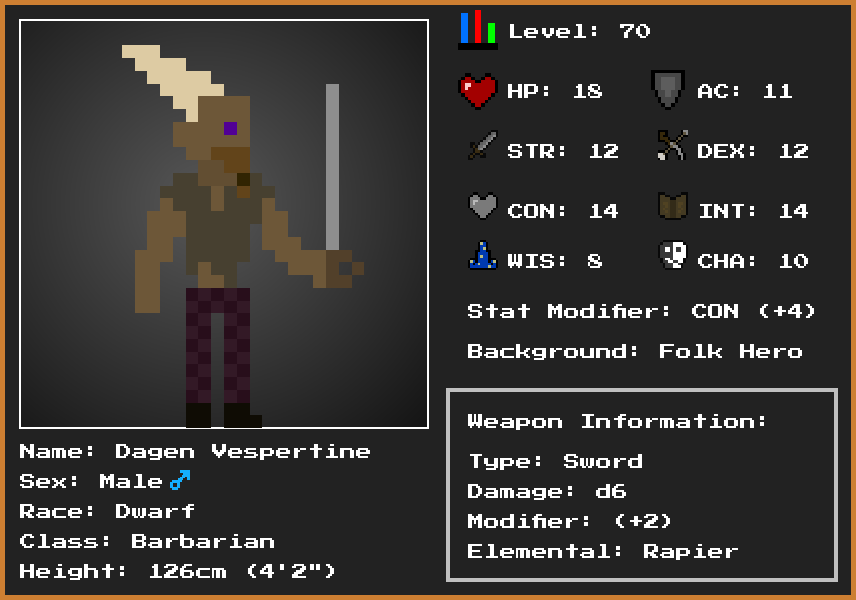 Level: 70
HP: 18 AC: 11
STR: 12 DEX: 12
CON: 14 INT: 14
WIS: 8 CHA: 10
Stat Modifier: CON (+4)
Background: Folk Hero
Weapon Information:
Type: Sword
Damage: d6
Modifier: (+2)
Elemental: Rapier
Name: Dagen Vespertine
Sex: Male♂
Race: Dwarf
Class: Barbarian
Height: 126cm (4'2")